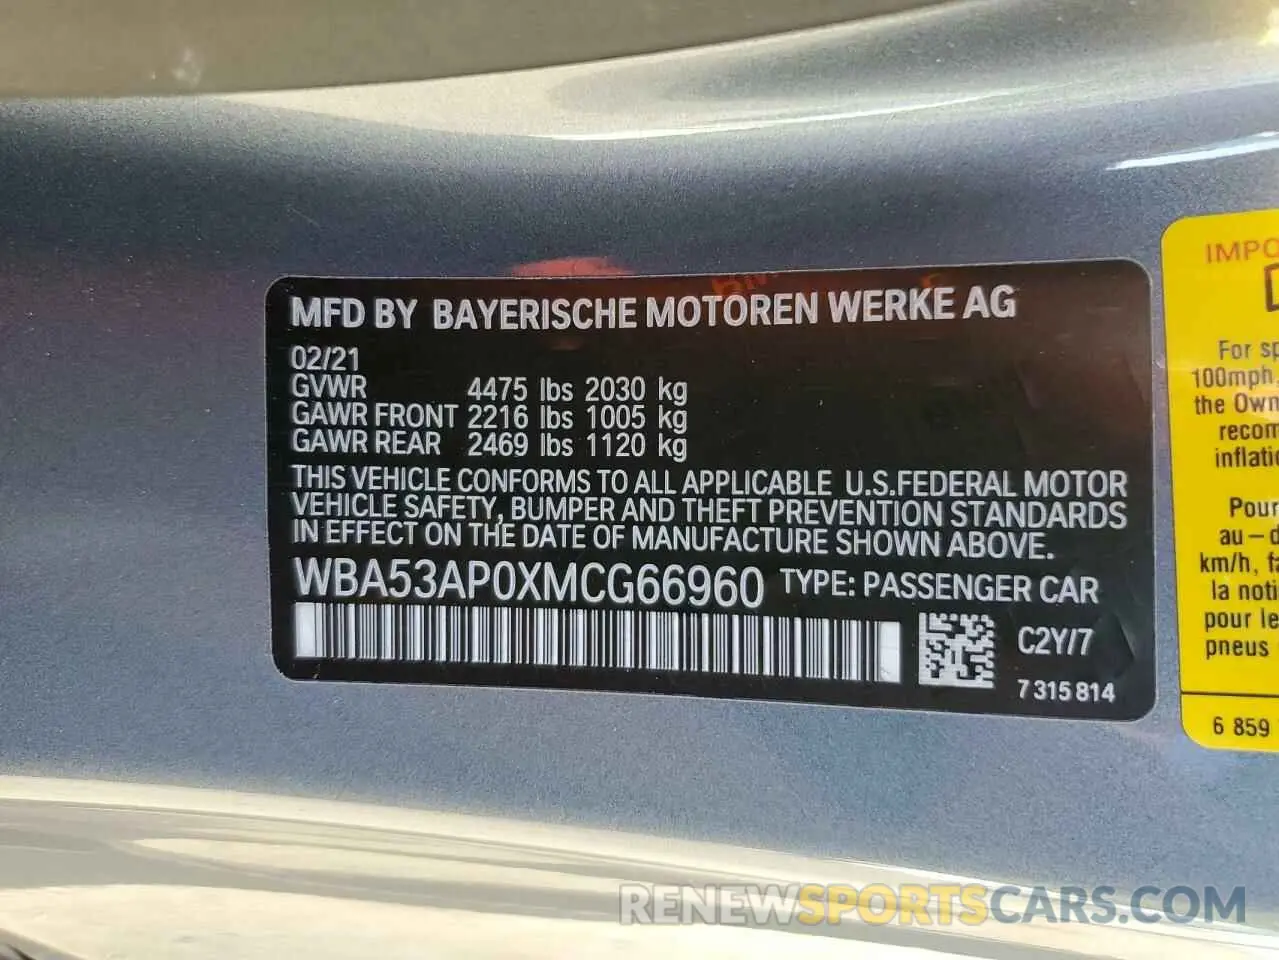 MFD BY BAYERISCHE MOTOREN WERKE AG
02/21
GVWR 4475 lbs 2030 kg
GAWR FRONT 2216 lbs 1005 kg
GAWR REAR 2469 lbs 1120 kg
THIS VEHICLE CONFORMS TO ALL APPLICABLE U.S.FEDERAL MOTOR
VEHICLE SAFETY, BUMPER AND THEFT PREVENTION STANDARDS
IN EFFECT ON THE DATE OF MANUFACTURE SHOWN ABOVE.
WBA53AP0XMCG66960 TYPE: PASSENGER CAR
C2Y/7
7 315 814
IMPO
For sp
100mph,
the Own
recom
inflatio
Pour
au-d
km/h, fa
la noti
pour le
pneus
6 859
RENEWSPORTSCARS.COM